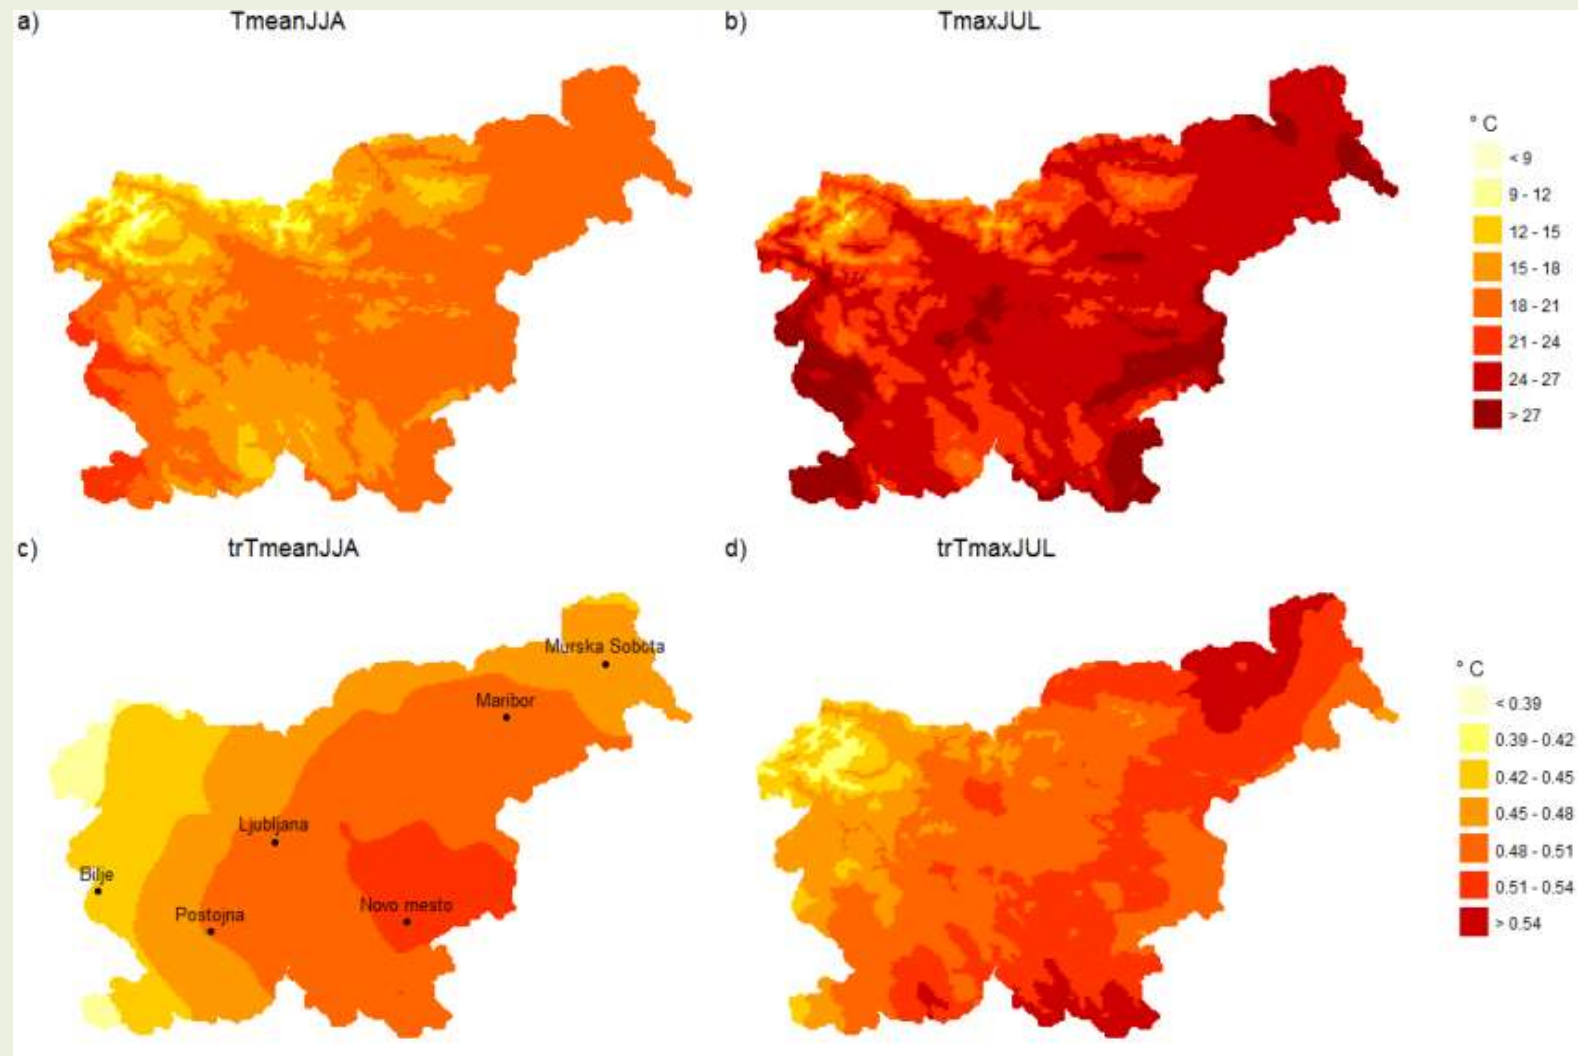 a) TmeanJJA
b) TmaxJUL
° C
< 9
9 - 12
12 - 15
15 - 18
18 - 21
21 - 24
24 - 27
> 27
c) trTmeanJJA
d) trTmaxJUL
Murska Sobota
Maribor
Ljubljana
Bilje
Postojna
Novo mesto
° C
< 0.39
0.39 - 0.42
0.42 - 0.45
0.45 - 0.48
0.48 - 0.51
0.51 - 0.54
> 0.54